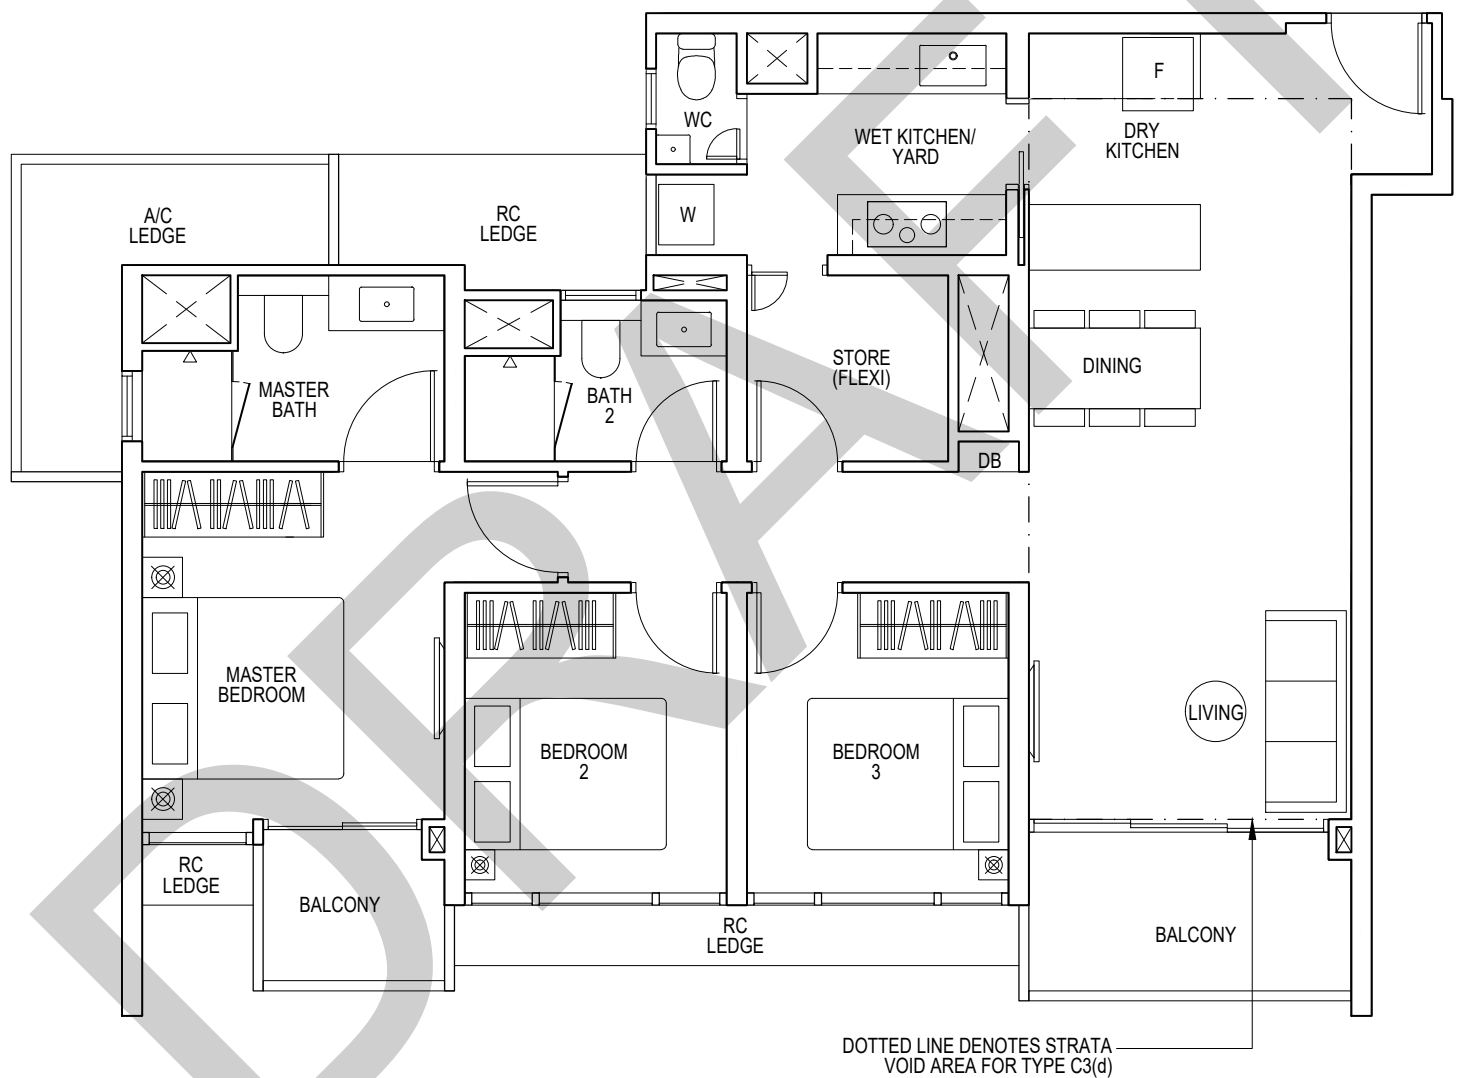 F
WC
WET KITCHEN/
YARD
DRY
KITCHEN
A/C
LEDGE
RC
LEDGE
W
STORE
(FLEXI)
DINING
MASTER
BATH
BATH
2
DB
MASTER
BEDROOM
LIVING
BEDROOM
2
BEDROOM
3
RC
LEDGE
BALCONY
RC
LEDGE
BALCONY
DOTTED LINE DENOTES STRATA
VOID AREA FOR TYPE C3(d)
DRAFT